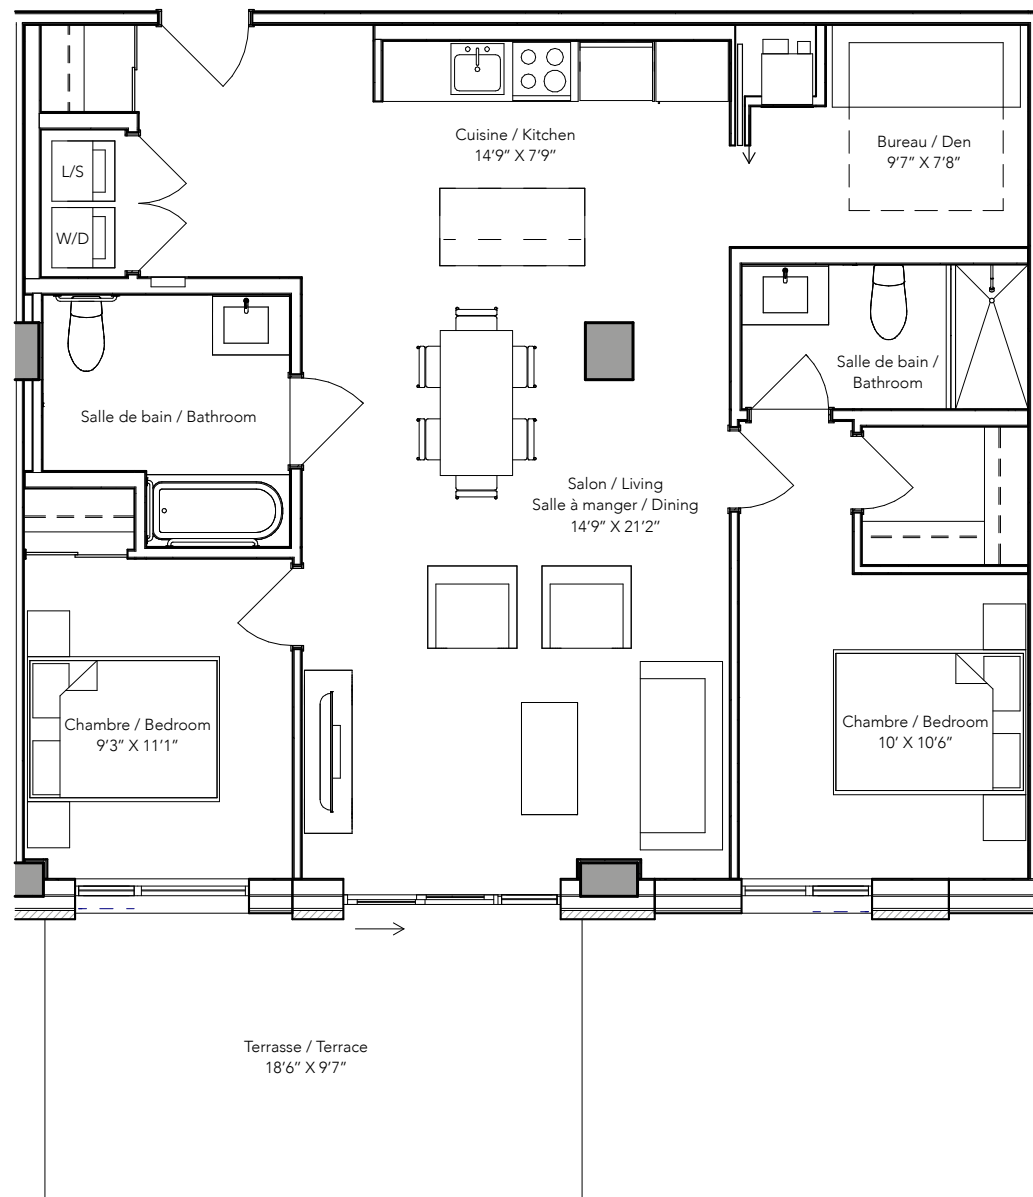 Cuisine / Kitchen
14'9" X 7'9"
Bureau / Den
9'7" X 7'8"
L/S
W/D
Salle de bain /
Bathroom
Salle de bain / Bathroom
Salon / Living
Salle à manger / Dining
14'9" X 21'2"
Chambre / Bedroom
9'3" X 11'1"
Chambre / Bedroom
10' X 10'6"
Terrasse / Terrace
18'6" X 9'7"